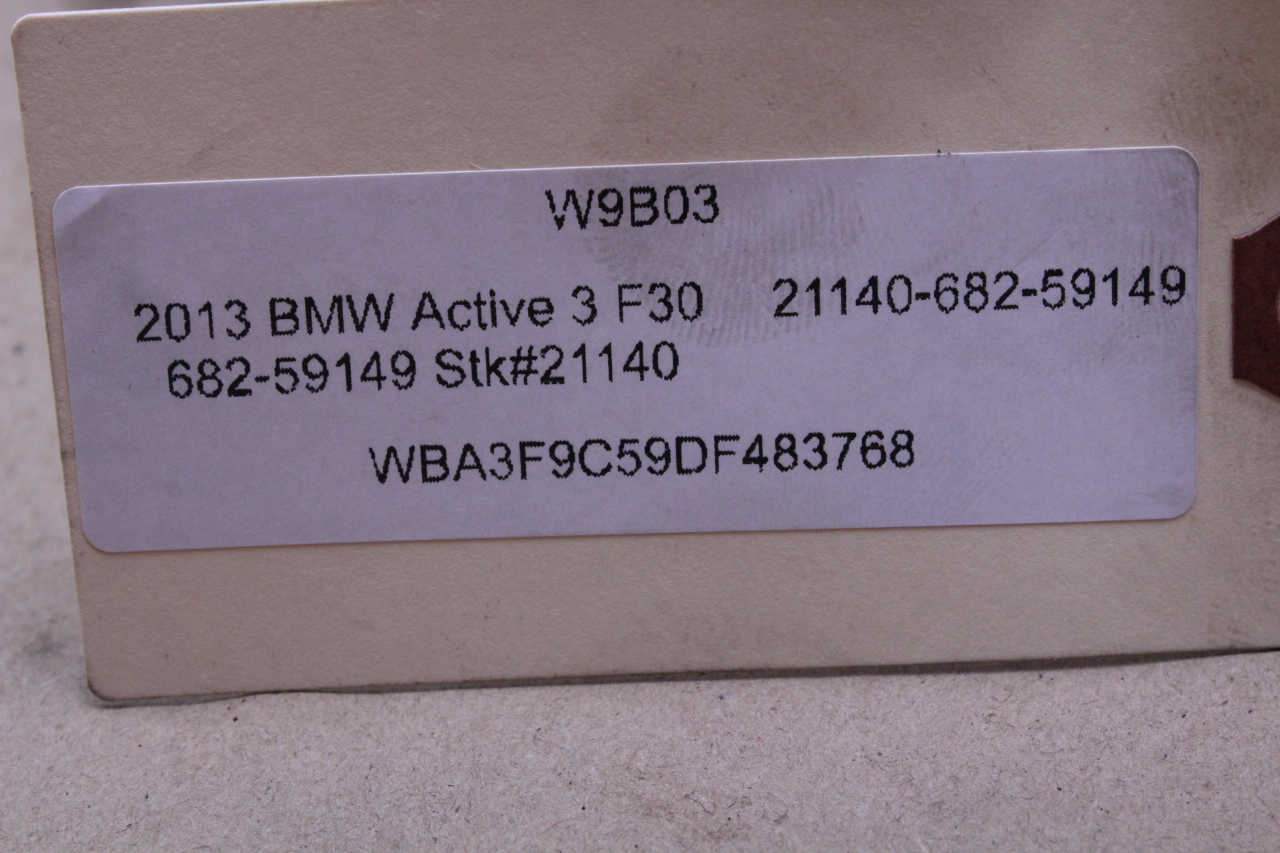 W9B03
2013 BMW Active 3 F30 21140-682-59149
682-59149 Stk#21140
WBA3F9C59DF483768